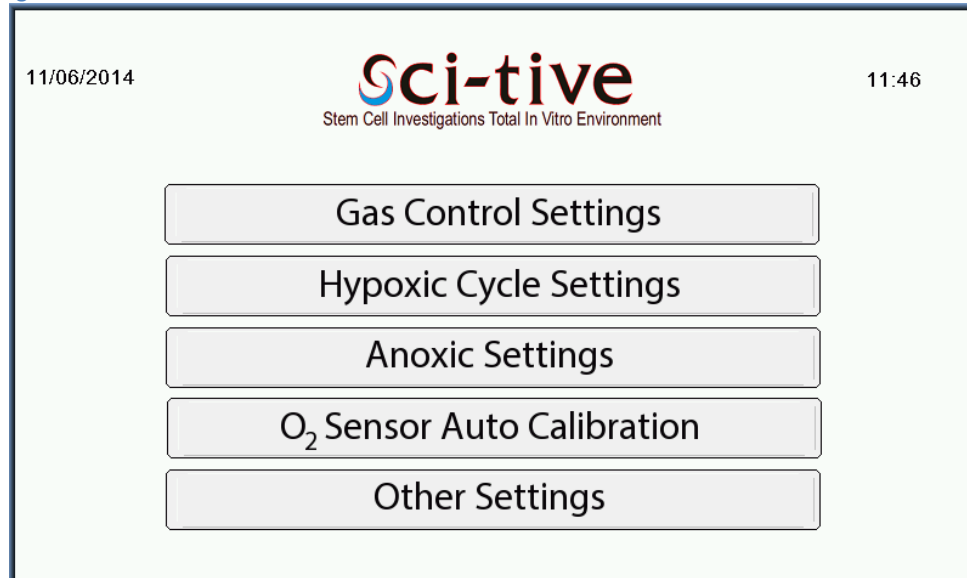 11/06/2014
Sci-tive
11:46
Stem Cell Investigations Total In Vitro Environment
Gas Control Settings
Hypoxic Cycle Settings
Anoxic Settings
O₂ Sensor Auto Calibration
Other Settings